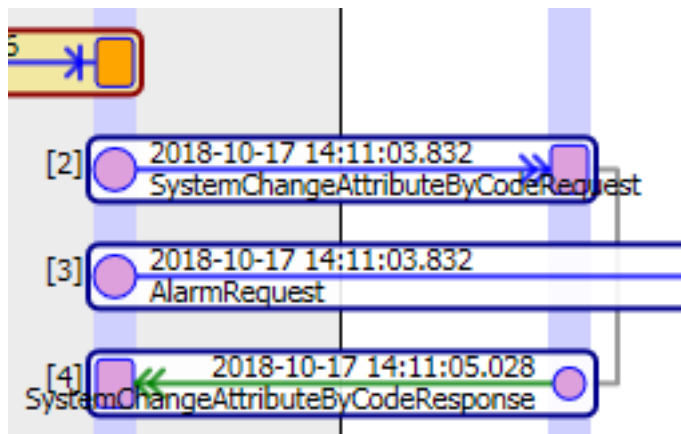 [2]
2018-10-17 14:11:03.832
SystemChangeAttributeByCodeRequest
[3]
2018-10-17 14:11:03.832
AlarmRequest
[4]
2018-10-17 14:11:05.028
SystemChangeAttributeByCodeResponse